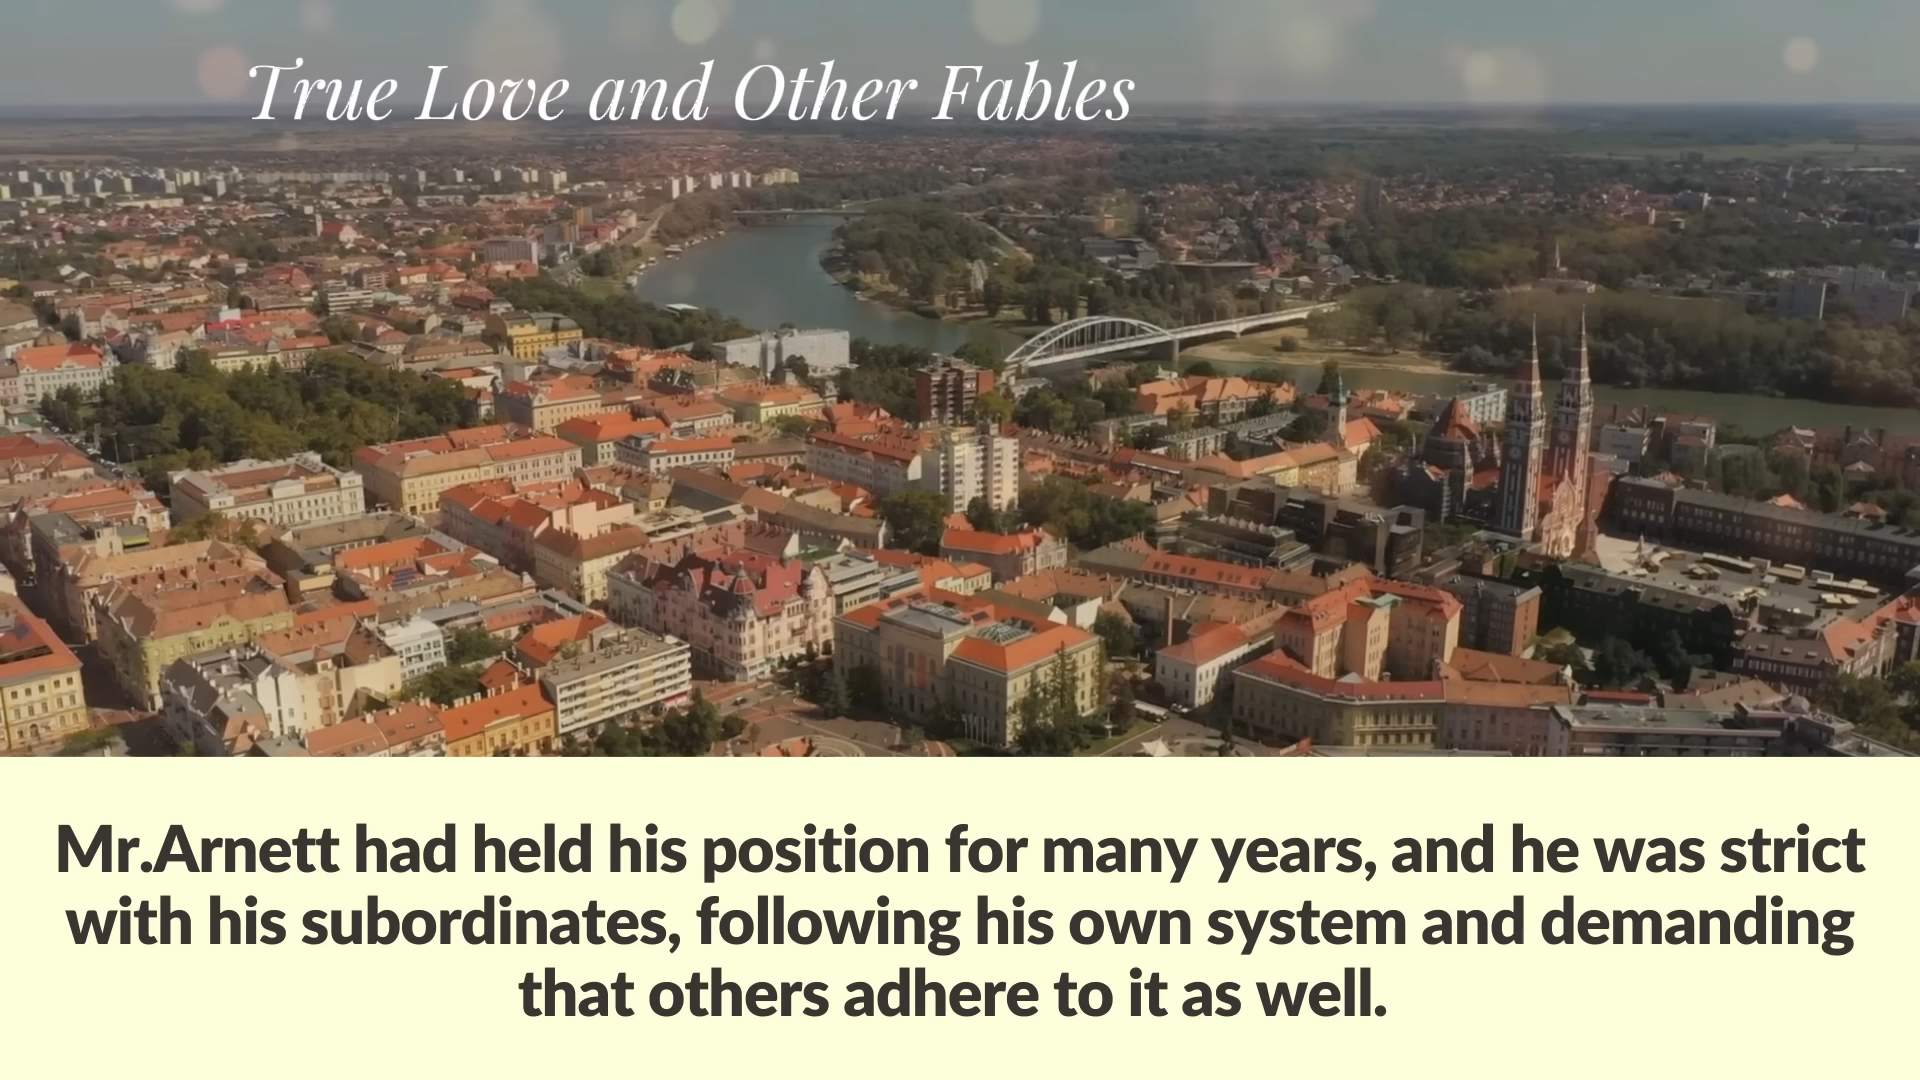 True Love and Other Fables
Mr.Arnett had held his position for many years, and he was strict
with his subordinates, following his own system and demanding
that others adhere to it as well.